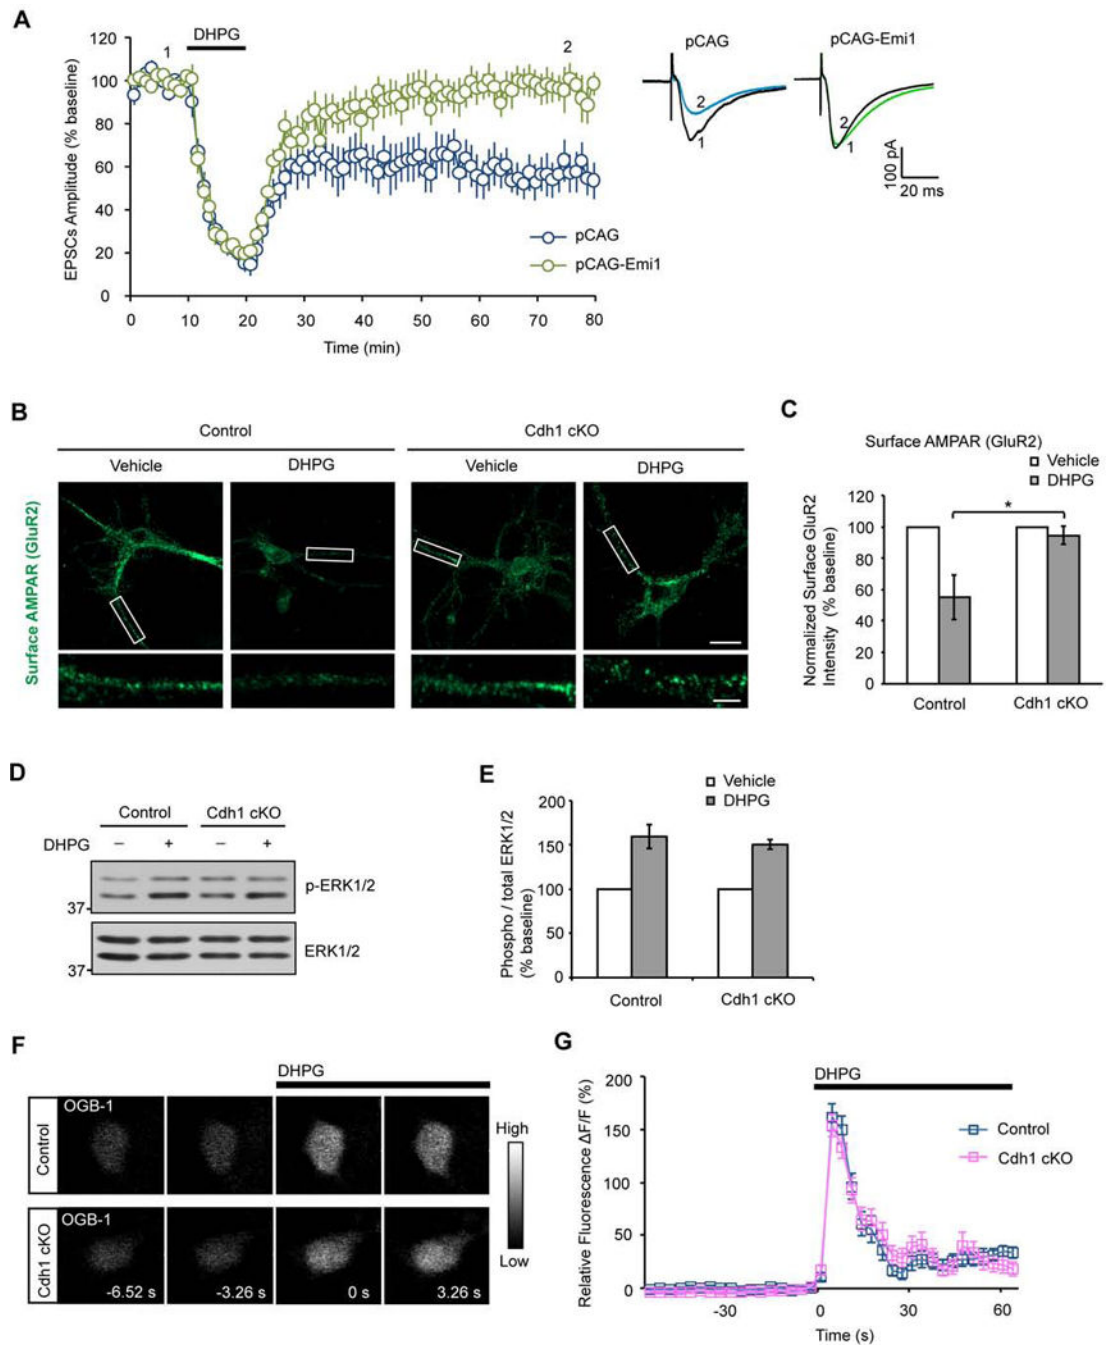 A
DHPG
120
100
80
60
40
20
0
EPSCs Amplitude (% baseline)
1
2
pCAG
pCAG-Emi1
0 10 20 30 40 50 60 70 80
Time (min)
pCAG
2
1
pCAG-Emi1
2
1
100 pA
20 ms
B
Control
Cdh1 cKO
Vehicle
DHPG
Vehicle
DHPG
Surface AMPAR (GluR2)
C
Surface AMPAR (GluR2)
Vehicle
DHPG
*
120
100
80
60
40
20
0
Normalized Surface GluR2
Intensity (% baseline)
Control
Cdh1 cKO
D
Control
Cdh1 cKO
DHPG – + – +
p-ERK1/2
37-
ERK1/2
37-
E
Vehicle
DHPG
200
150
100
50
0
Phospho / total ERK1/2
(% baseline)
Control
Cdh1 cKO
F
DHPG
Control
OGB-1
Cdh1 cKO
OGB-1
-6.52 s
-3.26 s
0 s
3.26 s
High
Low
G
DHPG
200
150
100
50
0
Relative Fluorescence ΔF/F (%)
Control
Cdh1 cKO
-30 0 30 60
Time (s)